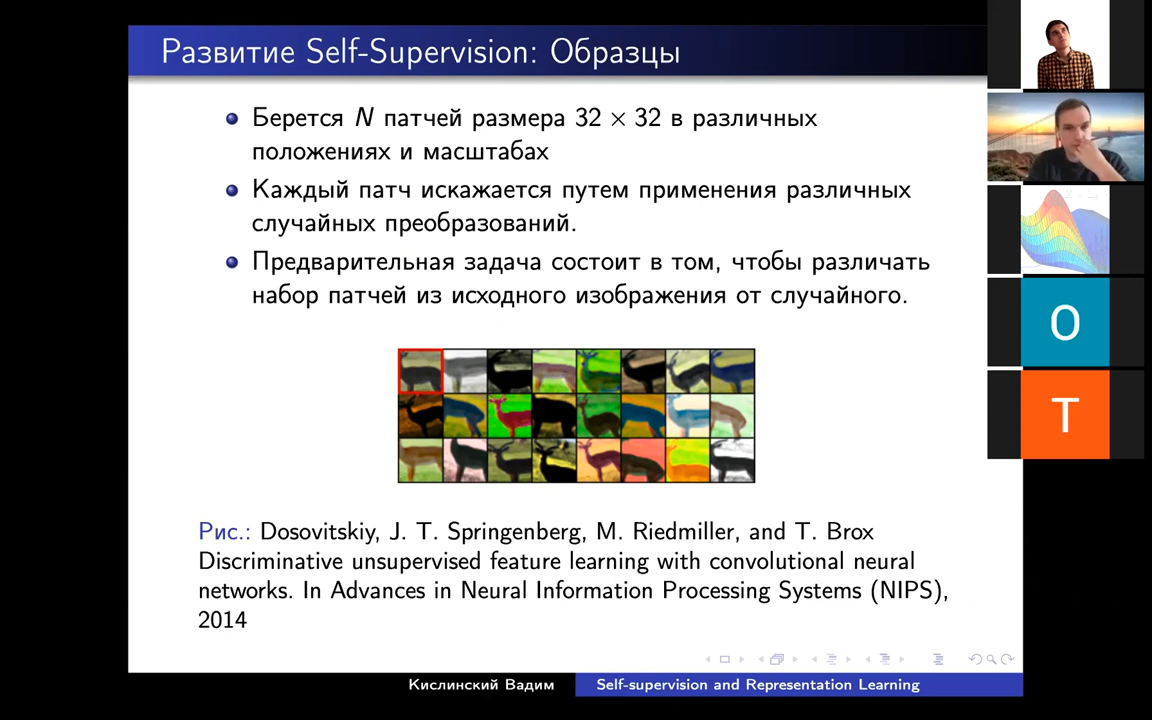 Развитие Self-Supervision: Образцы
Берется N патчей размера 32 × 32 в различных
положениях и масштабах
Каждый патч искажается путем применения различных
случайных преобразований.
Предварительная задача состоит в том, чтобы различать
набор патчей из исходного изображения от случайного.
Рис.: Dosovitskiy, J. T. Springenberg, M. Riedmiller, and T. Brox
Discriminative unsupervised feature learning with convolutional neural
networks. In Advances in Neural Information Processing Systems (NIPS),
2014
Кислинский Вадим
Self-supervision and Representation Learning
O
T